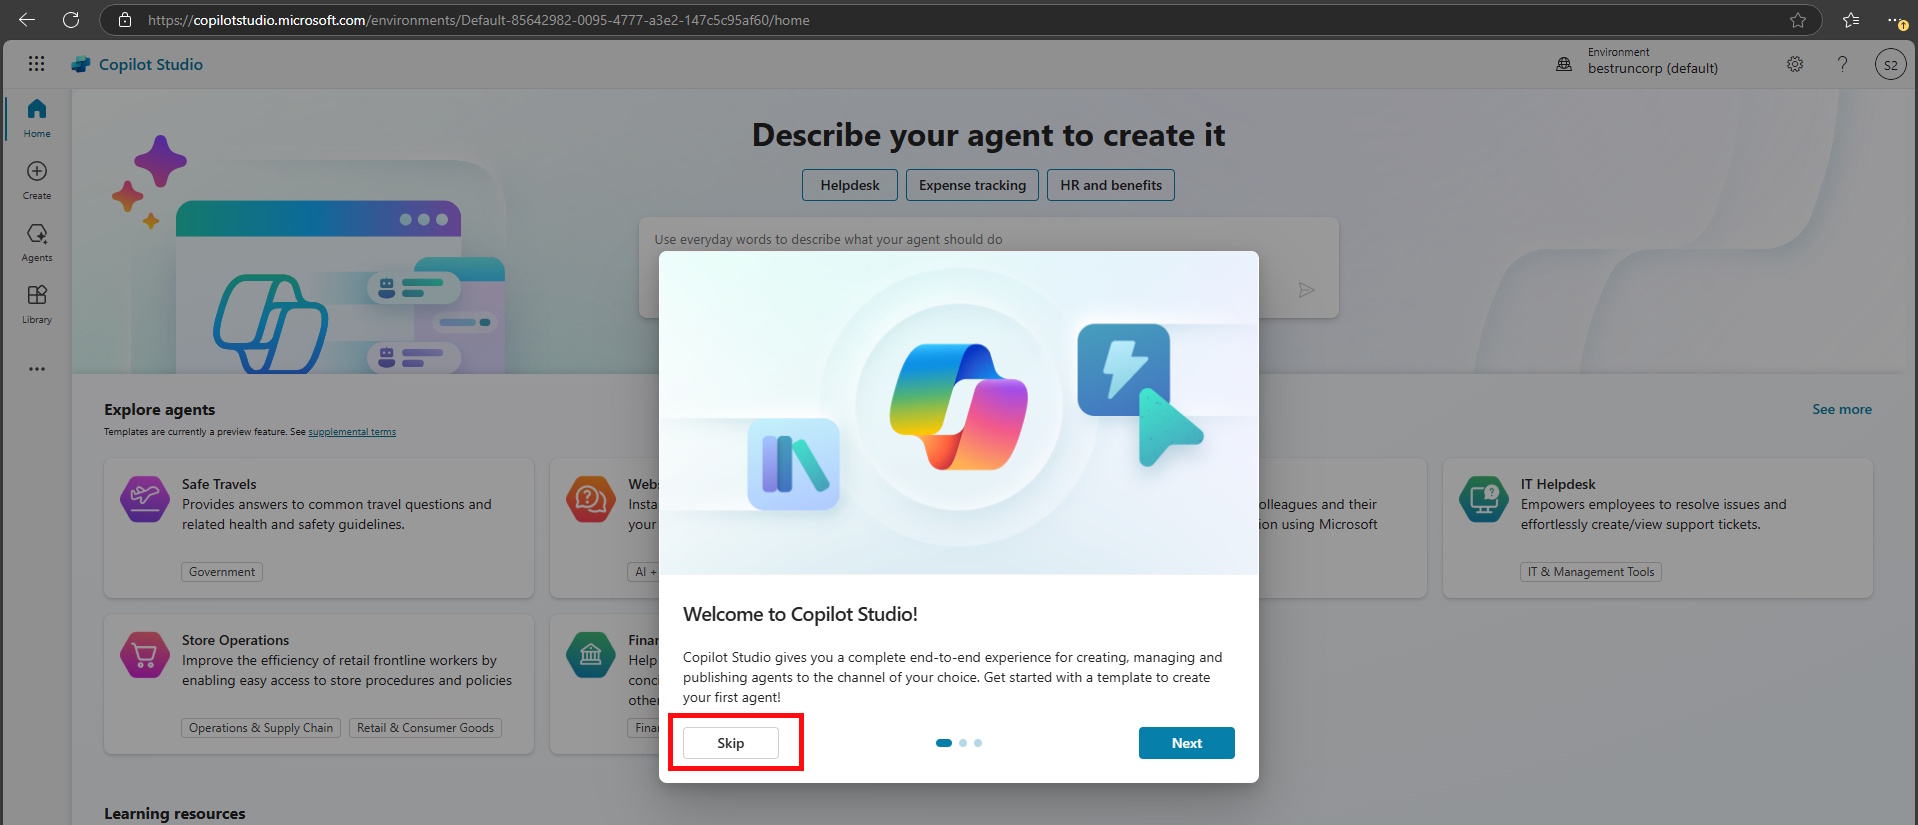 https://copilotstudio.microsoft.com/environments/Default-85642982-0095-4777-a3e2-147c5c95af60/home
Copilot Studio
Environment
bestruncorp (default)
?
S2
Home
Create
Agents
Library
Describe your agent to create it
Helpdesk
Expense tracking
HR and benefits
Use everyday words to describe what your agent should do
Explore agents
Templates are currently a preview feature. See supplemental terms
See more
Safe Travels
Provides answers to common travel questions and
related health and safety guidelines.
Government
Webs
Insta
your
AI +
olleagues and their
ion using Microsoft
IT Helpdesk
Empowers employees to resolve issues and
effortlessly create/view support tickets.
IT & Management Tools
Store Operations
Improve the efficiency of retail frontline workers by
enabling easy access to store procedures and policies
Operations & Supply Chain
Retail & Consumer Goods
Finan
Help
conci
other
Finan
Welcome to Copilot Studio!
Copilot Studio gives you a complete end-to-end experience for creating, managing and
publishing agents to the channel of your choice. Get started with a template to create
your first agent!
Skip
Next
Learning resources